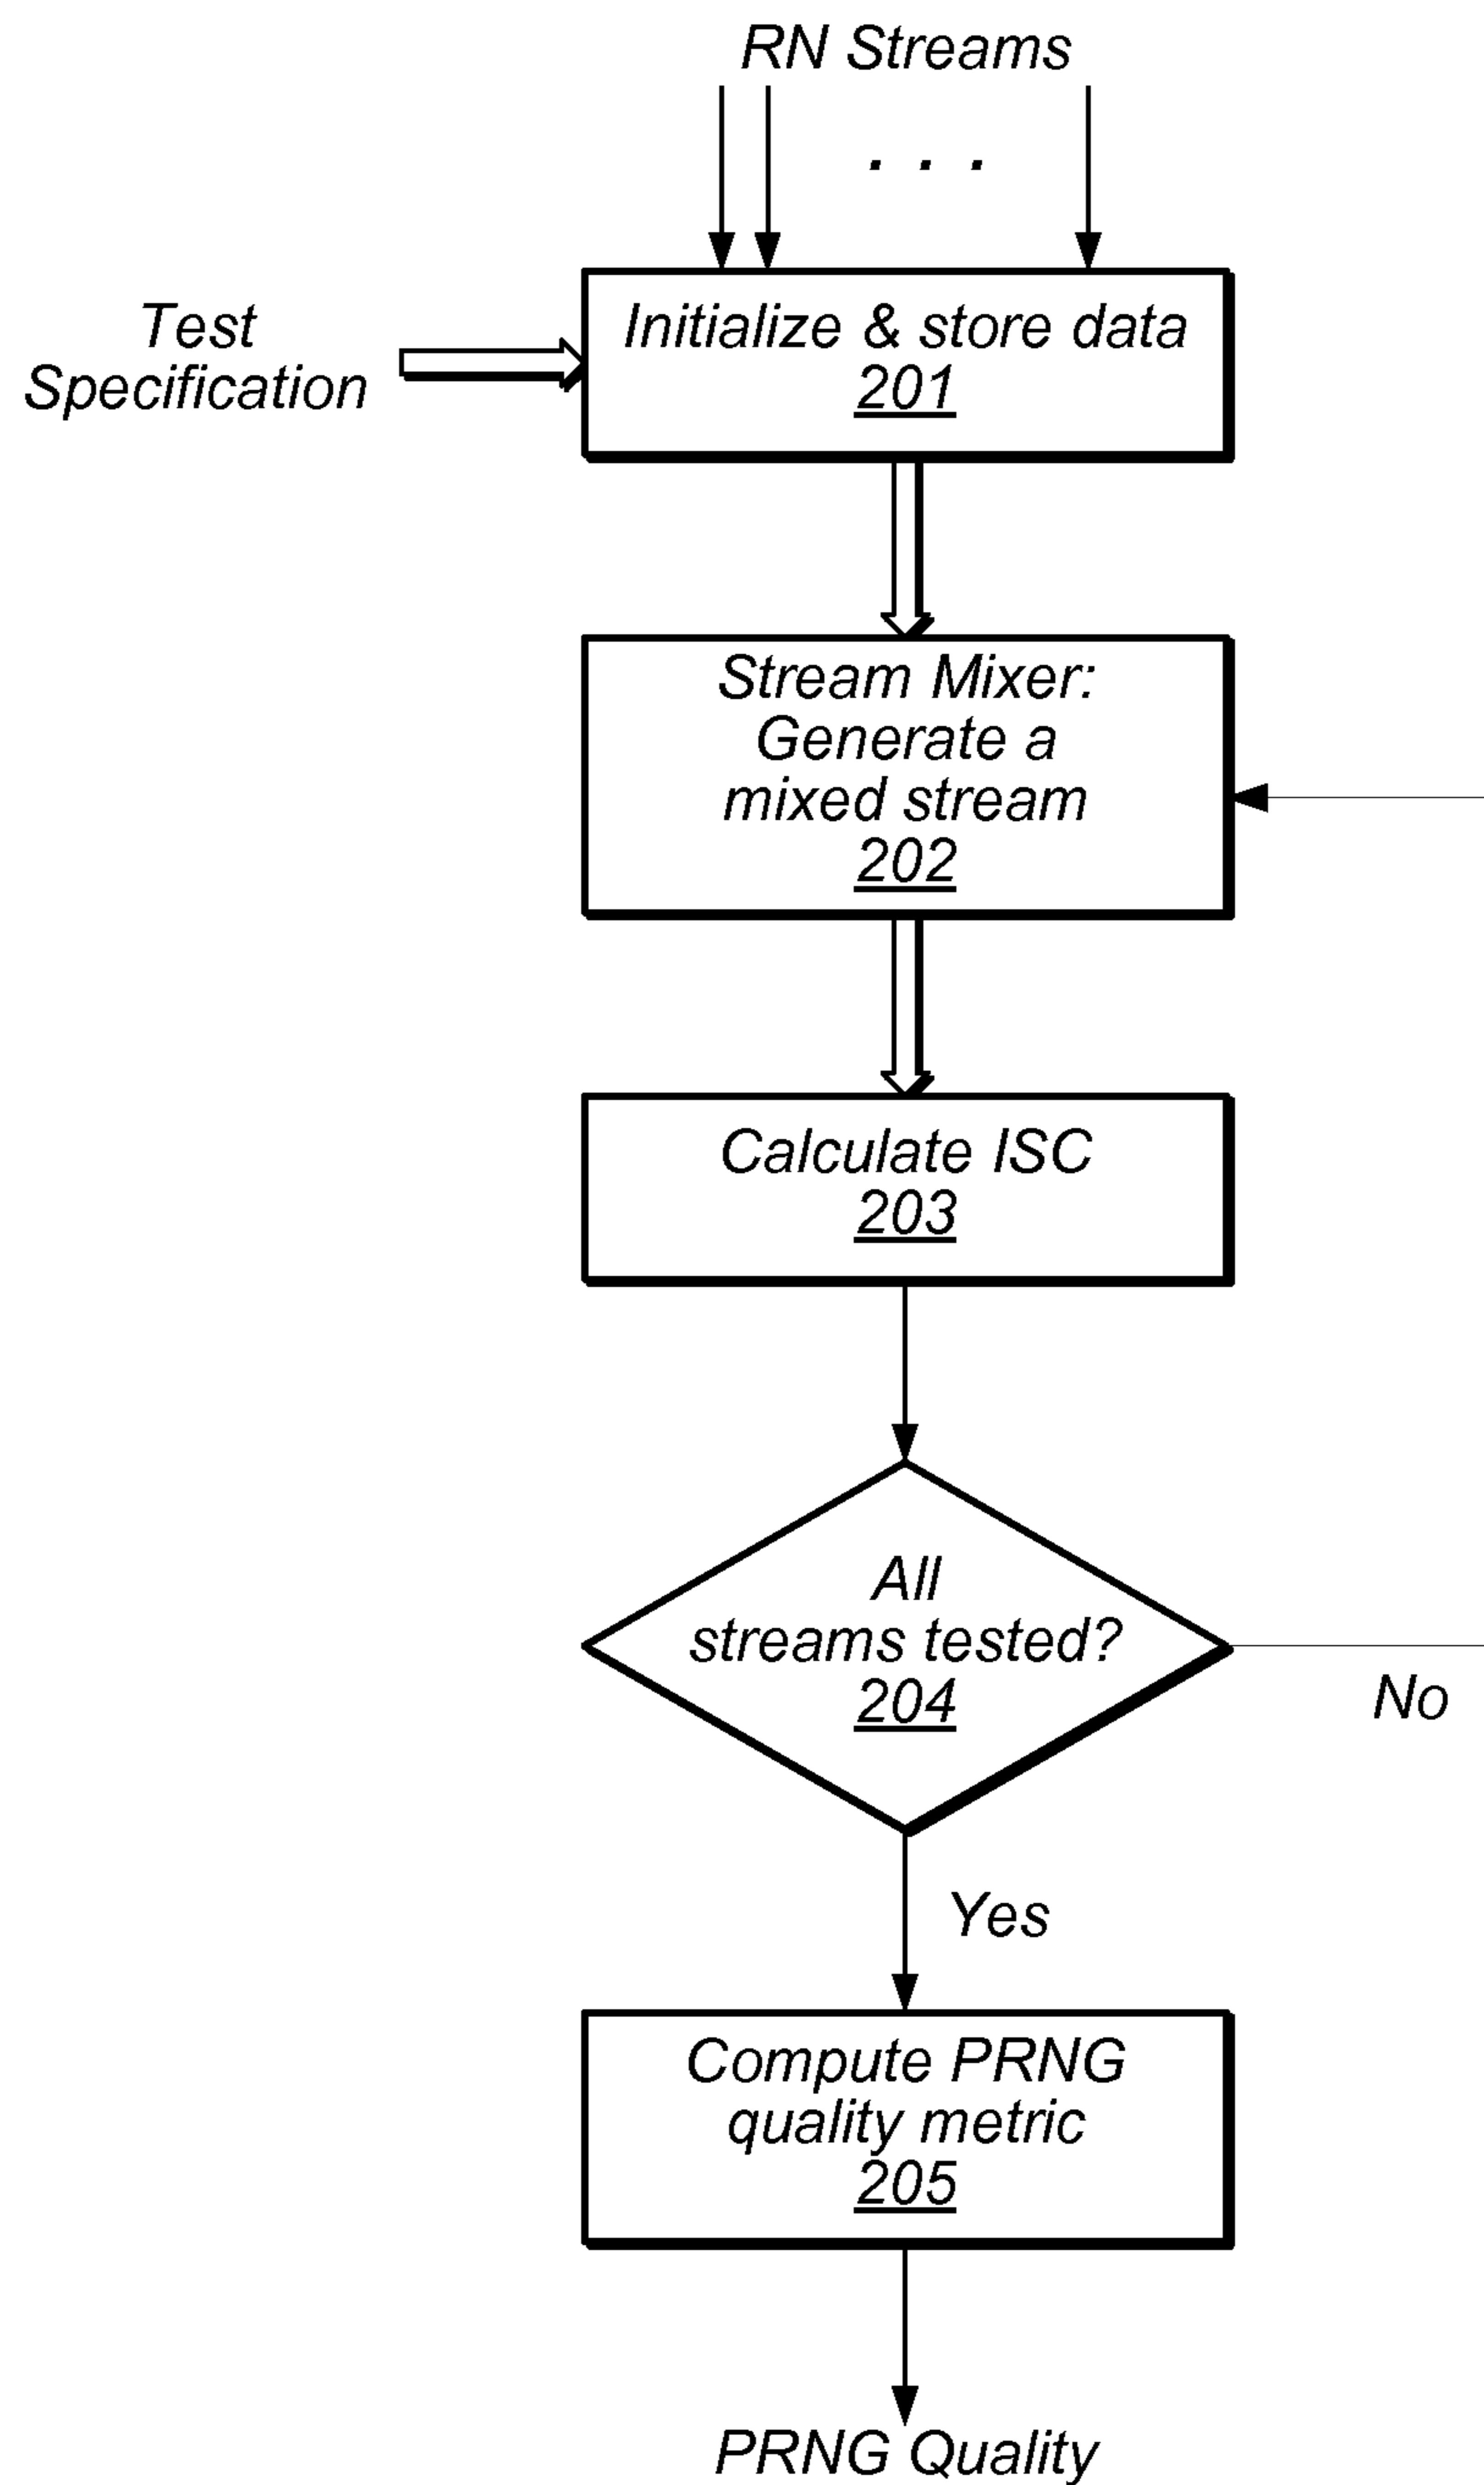 RN Streams
. . .
Test
Specification
Initialize & store data
201
Stream Mixer:
Generate a
mixed stream
202
Calculate ISC
203
All
streams tested?
204
No
Yes
Compute PRNG
quality metric
205
PRNG Quality